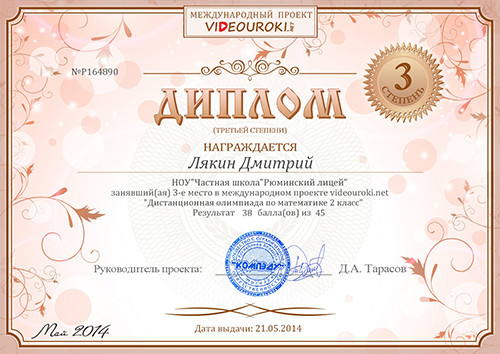 МЕЖДУНАРОДНЫЙ ПРОЕКТ
VIDEOUROKI.net
№P164890
3
СТЕПЕНЬ
ДИПЛОМ
(ТРЕТЬЕЙ СТЕПЕНИ)
НАГРАЖДАЕТСЯ
Лякин Дмитрий
НОУ"Частная школа"Рюминский лицей"
занявший(ая) 3-е место в международном проекте videouroki.net
"Дистанционная олимпиада по математике 2 класс"
Результат 38 балла(ов) из 45
"КОМПЭДУ"
Руководитель проекта:
Д.А. Тарасов
Май 2014
Дата выдачи: 21.05.2014